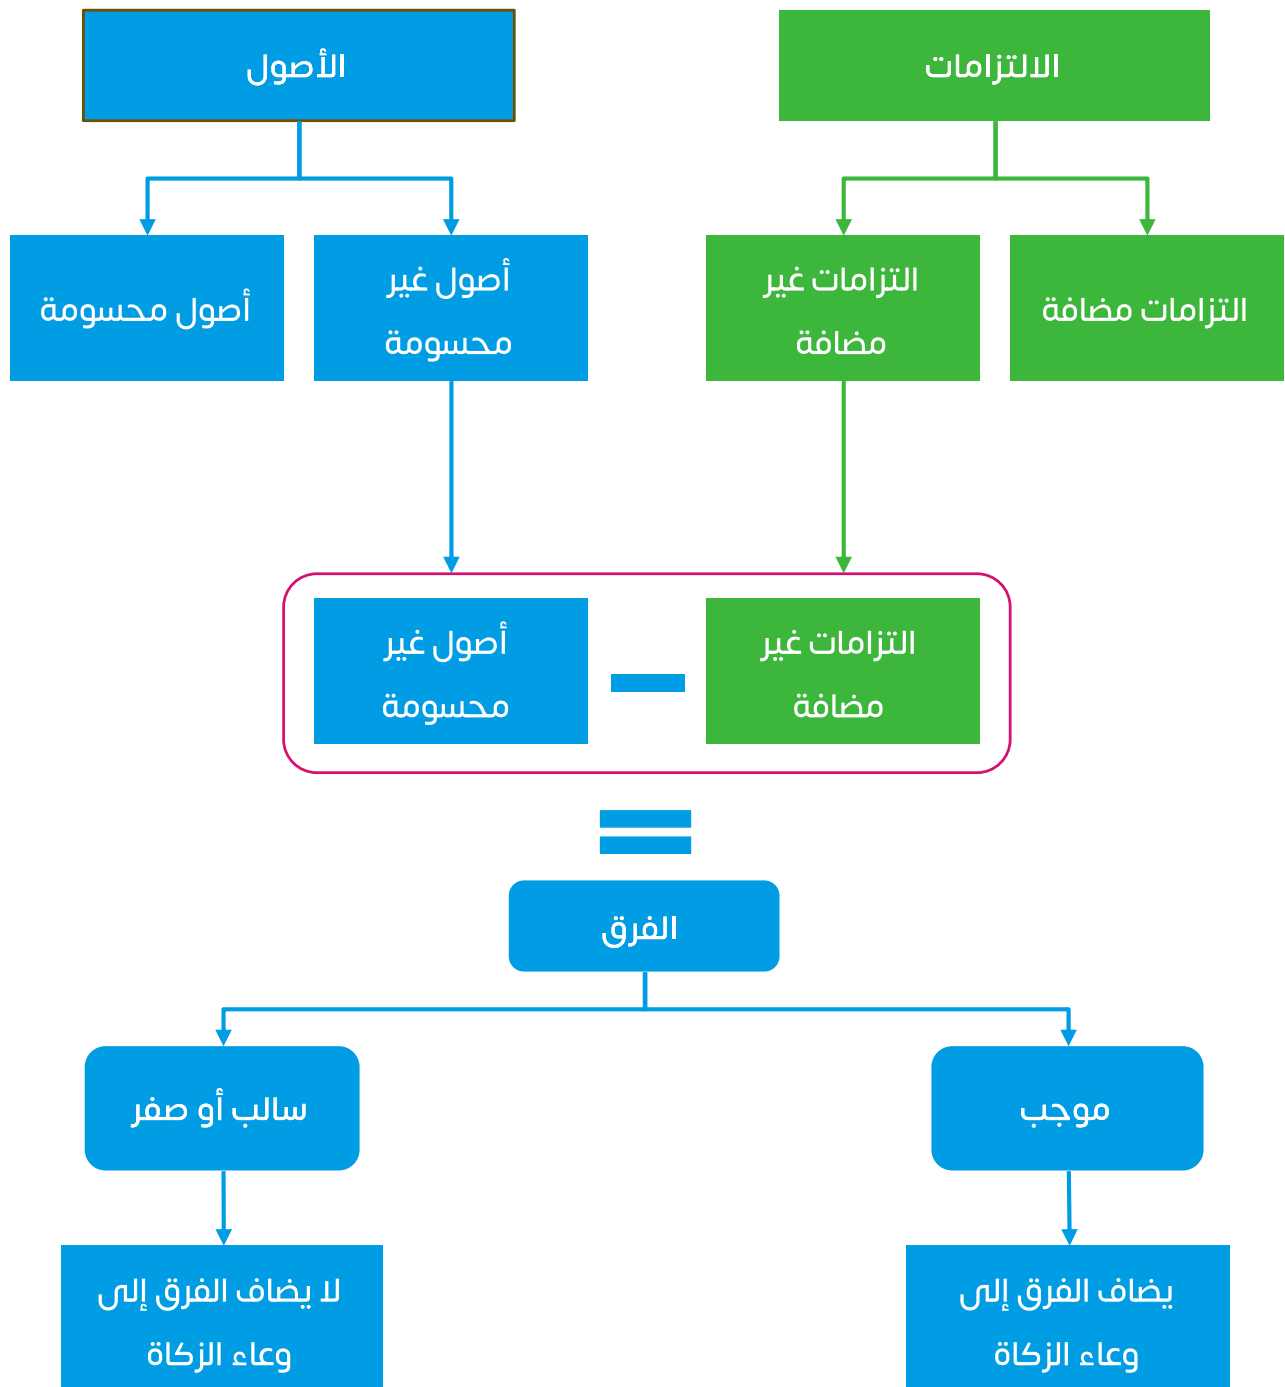 الالتزامات
الأصول
التزامات مضافة
التزامات غير
مضافة
أصول غير
محسومة
أصول محسومة
التزامات غير
مضافة
أصول غير
محسومة
الفرق
موجب
سالب أو صفر
يضاف الفرق إلى
وعاء الزكاة
لا يضاف الفرق إلى
وعاء الزكاة